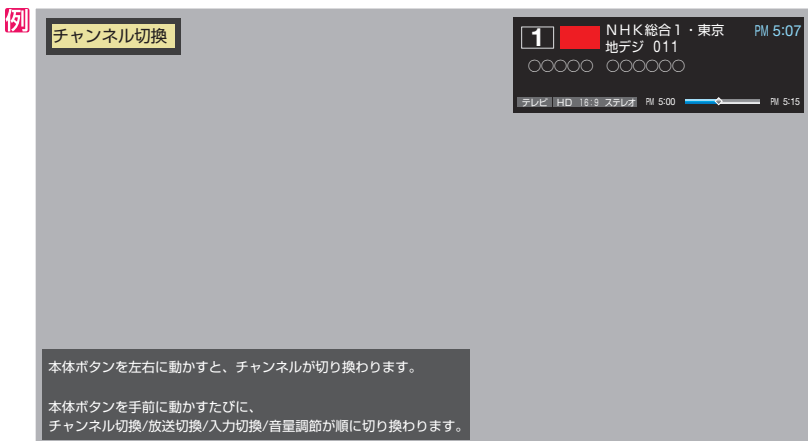 例
チャンネル切換
1
NHK総合1・東京 PM 5:07
地デジ 011
○○○○○ ○○○○○○
テレビ HD 16:9 ステレオ PM 5:00 PM 5:15
本体ボタンを左右に動かすと、チャンネルが切り換わります。
本体ボタンを手前に動かすたびに、
チャンネル切換/放送切換/入力切換/音量調節が順に切り換わります。